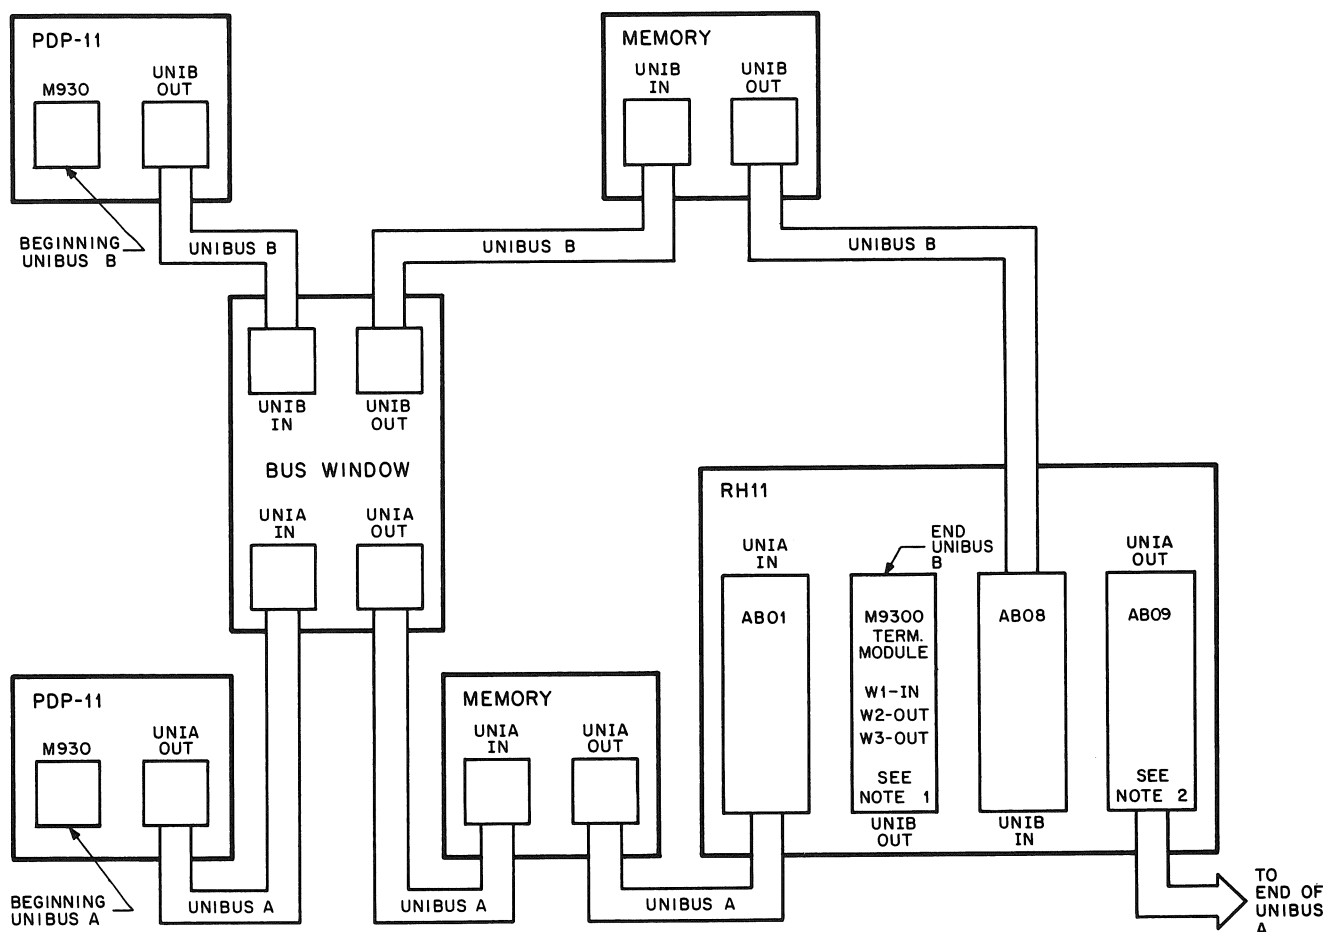 PDP-11
M930
UNIB
OUT
BEGINNING
UNIBUS B
UNIBUS B
MEMORY
UNIB
IN
UNIB
OUT
UNIBUS B
UNIBUS B
UNIB
IN
UNIB
OUT
BUS WINDOW
UNIA
IN
UNIA
OUT
PDP-11
M930
UNIA
OUT
BEGINNING
UNIBUS A
UNIBUS A
MEMORY
UNIA
IN
UNIA
OUT
UNIBUS A
UNIBUS A
RH11
UNIA
IN
AB01
END
UNIBUS
B
M9300
TERM.
MODULE
W1-IN
W2-OUT
W3-OUT
SEE
NOTE 1
UNIB
OUT
AB08
UNIB
IN
UNIA
OUT
AB09
SEE
NOTE 2
TO
END OF
UNIBUS
A